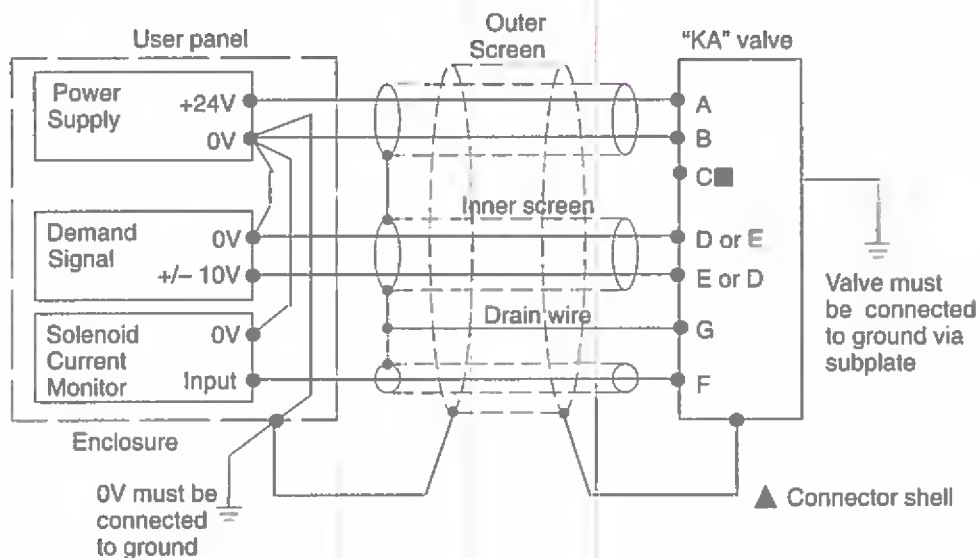 User panel
Outer
Screen
"KA" valve
Power
Supply
+24V
0V
A
B
C■
Inner screen
Demand
Signal
0V
+/– 10V
D or E
E or D
Drain wire
G
Solenoid
Current
Monitor
0V
Input
F
Valve must
be connected
to ground via
subplate
Enclosure
0V must be
connected
to ground
▲ Connector shell